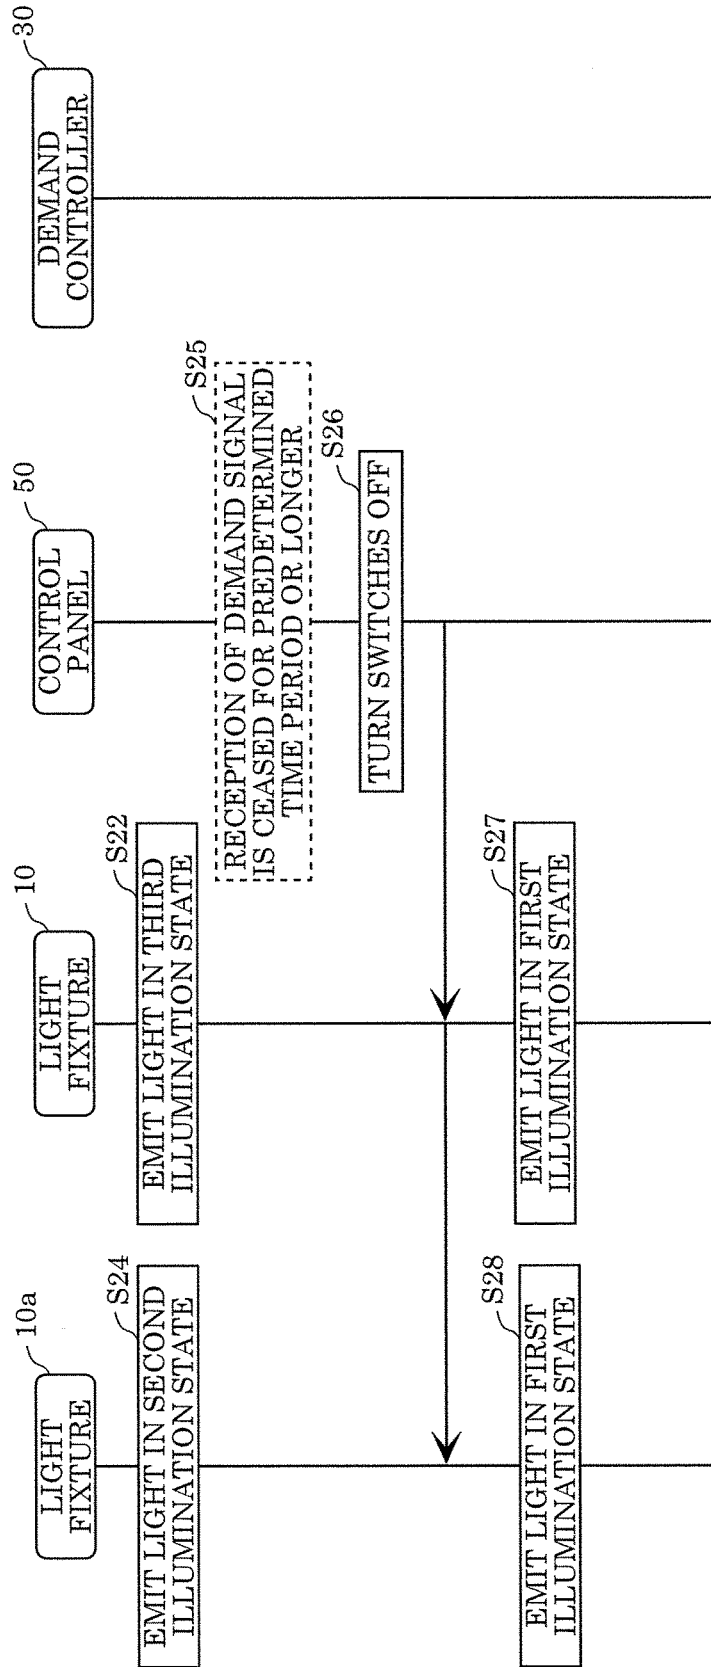 10a
LIGHT
FIXTURE
10
LIGHT
FIXTURE
50
CONTROL
PANEL
30
DEMAND
CONTROLLER
S24
EMIT LIGHT IN SECOND
ILLUMINATION STATE
S22
EMIT LIGHT IN THIRD
ILLUMINATION STATE
S25
RECEPTION OF DEMAND SIGNAL
IS CEASED FOR PREDETERMINED
TIME PERIOD OR LONGER
S26
TURN SWITCHES OFF
S28
EMIT LIGHT IN FIRST
ILLUMINATION STATE
S27
EMIT LIGHT IN FIRST
ILLUMINATION STATE